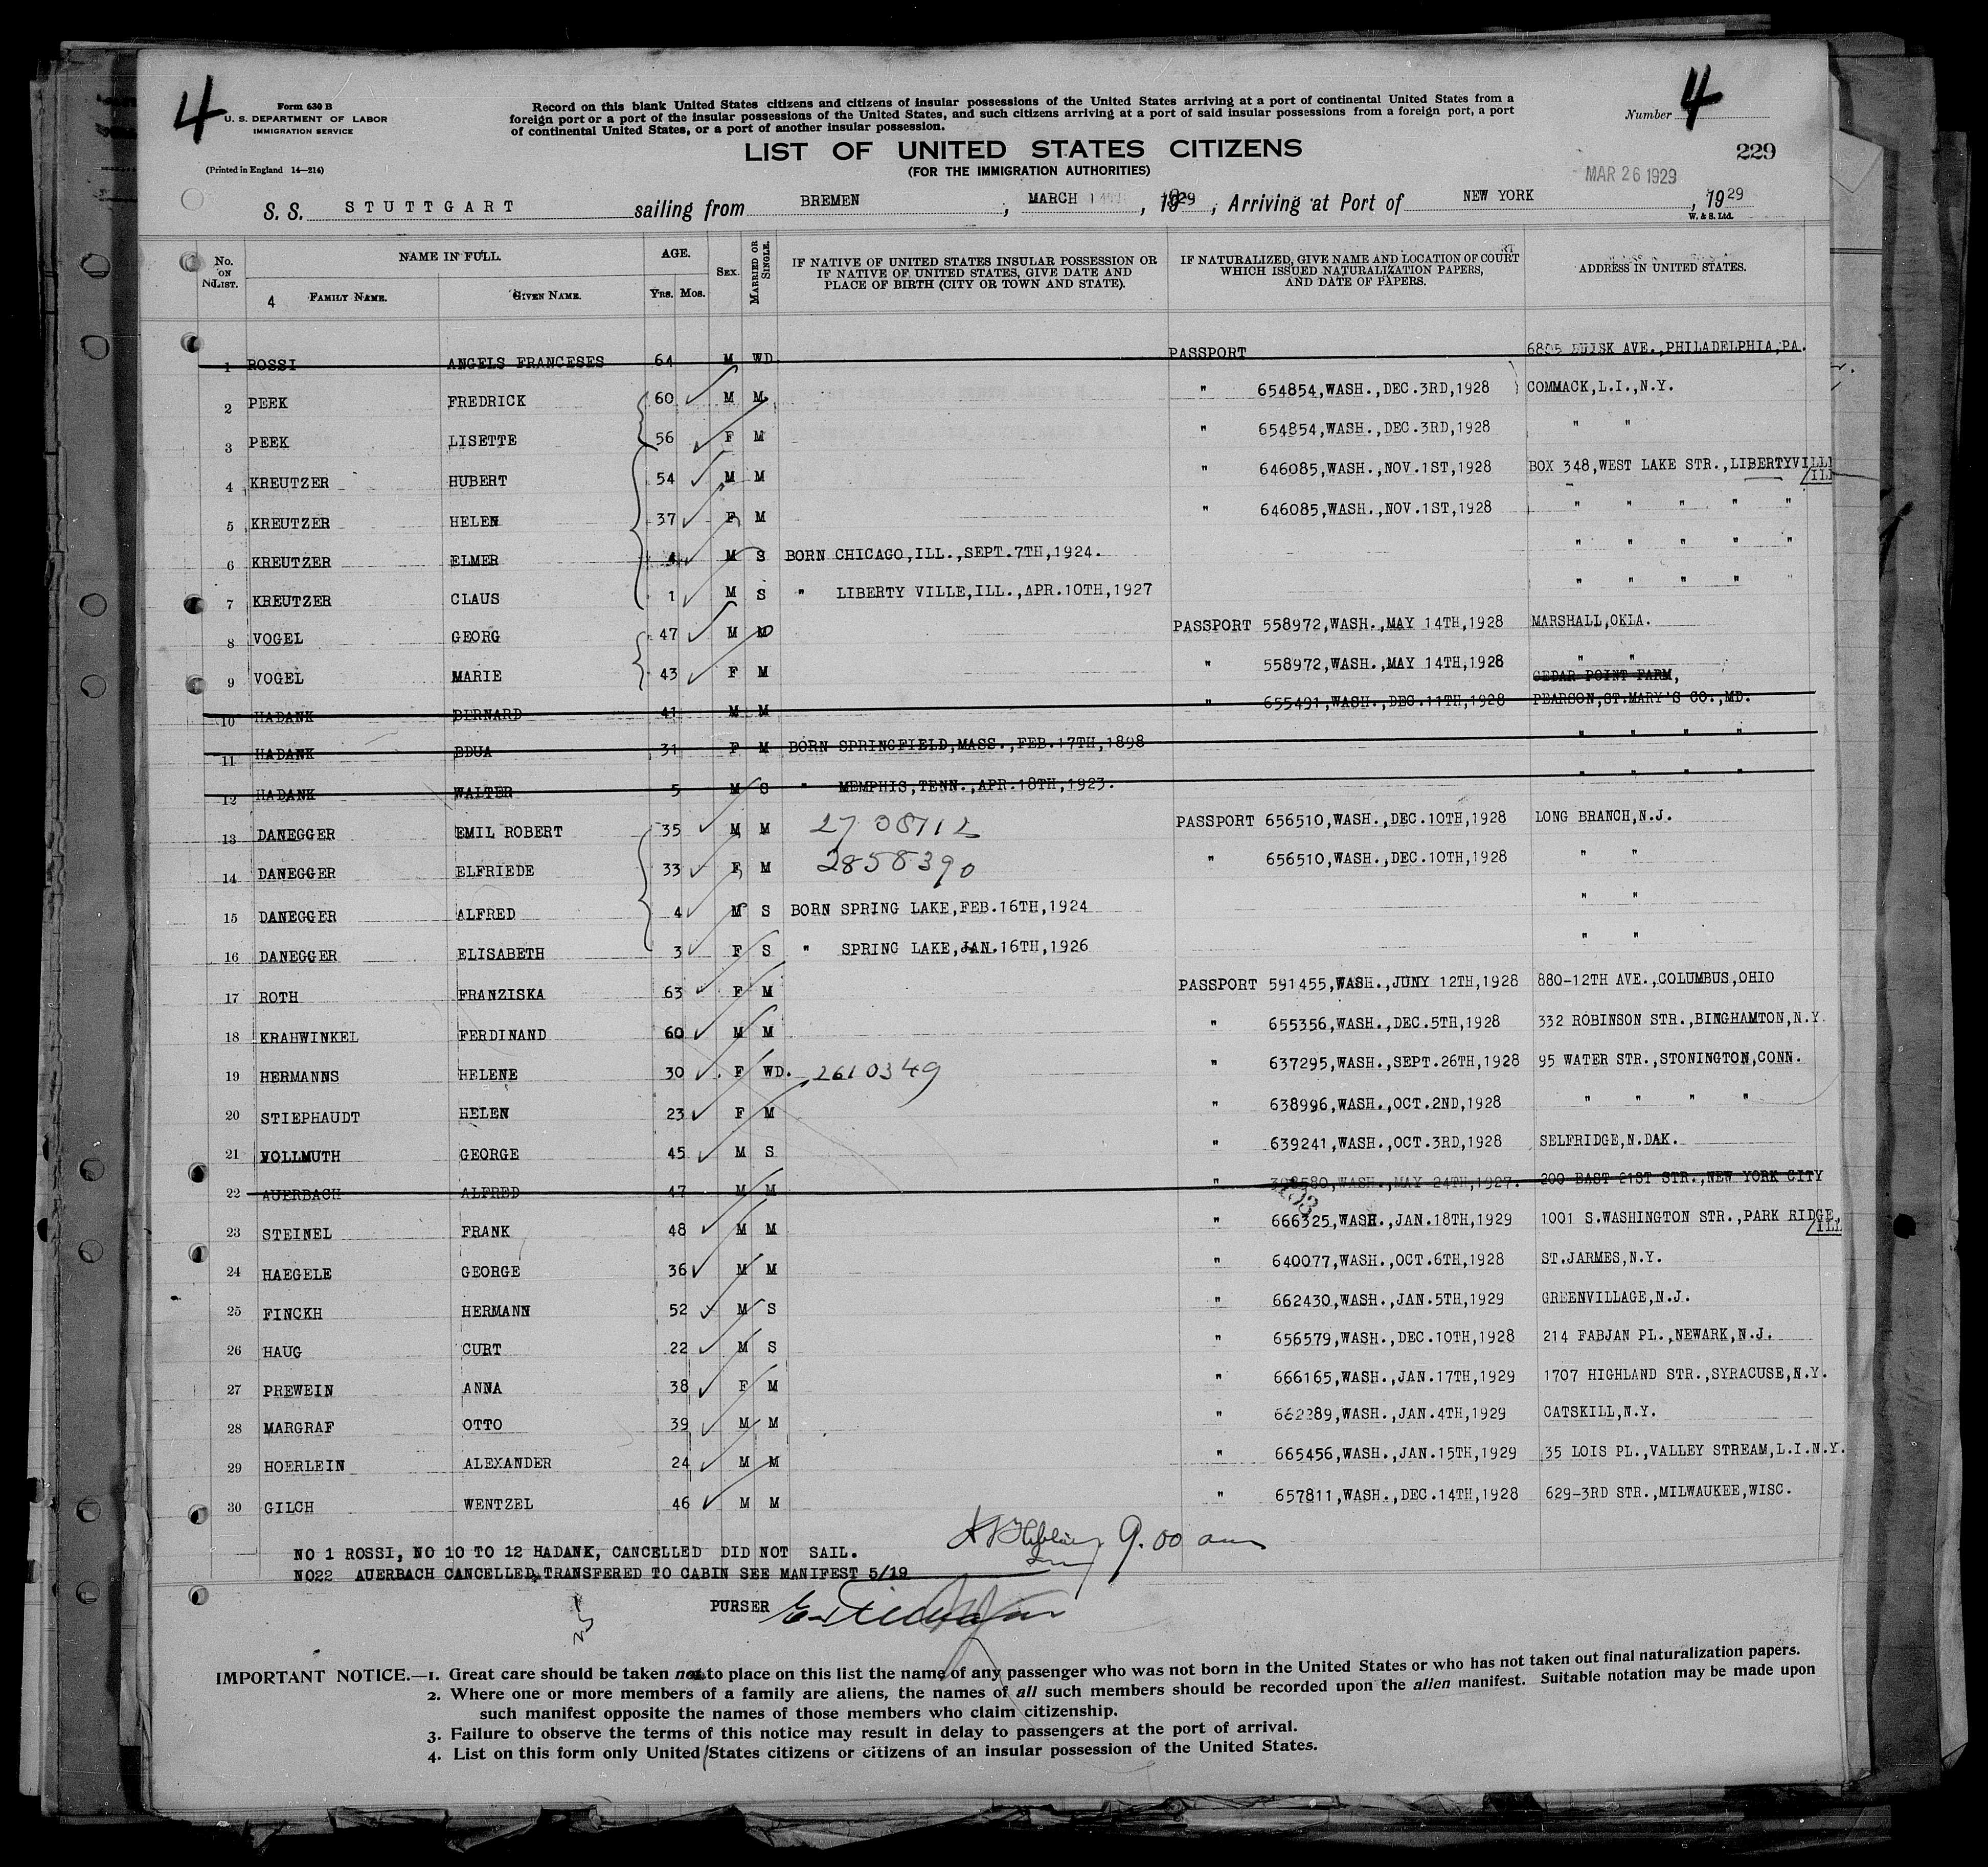 4
Form 630 B
U. S. DEPARTMENT OF LABOR
IMMIGRATION SERVICE
(Printed in England 14—214)
Record on this blank United States citizens and citizens of insular possessions of the United States arriving at a port of continental United States from a
foreign port or a port of the insular possessions of the United States, and such citizens arriving at a port of said insular possessions from a foreign port, a port
of continental United States, or a port of another insular possession.
Number 4
LIST OF UNITED STATES CITIZENS
229
(FOR THE IMMIGRATION AUTHORITIES)
MAR 26 1929
S. S. STUTTGART sailing from BREMEN, MARCH, 1929, Arriving at Port of NEW YORK, 1929
W. & S. Ltd.
No. ON LIST. NAME IN FULL. AGE. SEX. MARRIED OR SINGLE. IF NATIVE OF UNITED STATES INSULAR POSSESSION OR IF NATIVE OF UNITED STATES, GIVE DATE AND PLACE OF BIRTH (CITY OR TOWN AND STATE). IF NATURALIZED, GIVE NAME AND LOCATION OF COURT WHICH ISSUED NATURALIZATION PAPERS, AND DATE OF PAPERS. ADDRESS IN UNITED STATES.
4 FAMILY NAME. GIVEN NAME. YRS. MOS.
1 ROSSI ANGELS FRANCESES 64 M WD PASSPORT 6805 AVE.,PHILADELPHIA,PA.
2 PEEK FREDRICK 60 M M " 654854,WASH.,DEC.3RD,1928 COMMACK,L.I.,N.Y.
3 PEEK LISETTE 56 F M " 654854,WASH.,DEC.3RD,1928 " "
4 KREUTZER HUBERT 54 M M " 646085,WASH.,NOV.1ST,1928 BOX 348,WEST LAKE STR.,LIBERTYVILLE /ILL
5 KREUTZER HELEN 37 F M " 646085,WASH.,NOV.1ST,1928 " " " " "
6 KREUTZER ELMER 4 M S BORN CHICAGO,ILL.,SEPT.7TH,1924. " " " " "
7 KREUTZER CLAUS 1 M S " LIBERTY VILLE,ILL.,APR.10TH,1927 " " " " "
8 VOGEL GEORG 47 M M PASSPORT 558972,WASH.,MAY 14TH,1928 MARSHALL,OKLA.
9 VOGEL MARIE 43 F M " 558972,WASH.,MAY 14TH,1928 " "
CEDAR POINT FARM,
10 HADANK BERNARD 41 M M " 655491,WASH.,DEC.11TH,1928 PEARSON,ST.MARY'S CO.,MD.
11 HADANK EDUA 31 F M BORN SPRINGFIELD,MASS.,FEB.17TH,1898 " " " "
12 HADANK WALTER 5 M S " MEMPHIS,TENN.,APR.18TH,1923. " " " "
13 DANEGGER EMIL ROBERT 35 M M 27 08712 PASSPORT 656510,WASH.,DEC.10TH,1928 LONG BRANCH,N.J.
14 DANEGGER ELFRIEDE 33 F M 2858390 " 656510,WASH.,DEC.10TH,1928 " "
15 DANEGGER ALFRED 4 M S BORN SPRING LAKE,FEB.16TH,1924 " "
16 DANEGGER ELISABETH 3 F S " SPRING LAKE,JAN.16TH,1926 " "
17 ROTH FRANZISKA 63 F M PASSPORT 591455,WASH.,JUNY 12TH,1928 880-12TH AVE.,COLUMBUS,OHIO
18 KRAHWINKEL FERDINAND 60 M M " 655356,WASH.,DEC.5TH,1928 332 ROBINSON STR.,BINGHAMTON,N.Y.
19 HERMANNS HELENE 30 F WD. 2610349 " 637295,WASH.,SEPT.26TH,1928 95 WATER STR.,STONINGTON,CONN.
20 STIEPHAUDT HELEN 23 F M " 638996,WASH.,OCT.2ND,1928 " " " "
21 VOLLMUTH GEORGE 45 M S " 639241,WASH.,OCT.3RD,1928 SELFRIDGE,N.DAK.
22 AUERBACH ALFRED 47 M M " WASH.,MAY 24TH,1927. 200 EAST 21ST STR.,NEW YORK CITY
23 STEINEL FRANK 48 M M " 666325,WASH.,JAN.18TH,1929 1001 S.WASHINGTON STR.,PARK RIDGE, /ILL
24 HAEGELE GEORGE 36 M M " 640077,WASH.,OCT.6TH,1928 ST.JARMES,N.Y.
25 FINCKH HERMANN 52 M S " 662430,WASH.,JAN.5TH,1929 GREENVILLAGE,N.J.
26 HAUG CURT 22 M S " 656579,WASH.,DEC.10TH,1928 214 FABJAN PL.,NEWARK,N.J.
27 PREWEIN ANNA 38 F M " 666165,WASH.,JAN.17TH,1929 1707 HIGHLAND STR.,SYRACUSE,N.Y.
28 MARGRAF OTTO 39 M M " 662289,WASH.,JAN.4TH,1929 CATSKILL,N.Y.
29 HOERLEIN ALEXANDER 24 M M " 665456,WASH.,JAN.15TH,1929 35 LOIS PL.,VALLEY STREAM,L.I.N.Y.
30 GILCH WENTZEL 46 M M " 657811,WASH.,DEC.14TH,1928 629-3RD STR.,MILWAUKEE,WISC.
9.00 am
NO 1 ROSSI, NO 10 TO 12 HADANK, CANCELLED DID NOT SAIL.
NO22 AUERBACH CANCELLED, TRANSFERED TO CABIN SEE MANIFEST 5/19
PURSER
IMPORTANT NOTICE.—1. Great care should be taken not to place on this list the name of any passenger who was not born in the United States or who has not taken out final naturalization papers.
2. Where one or more members of a family are aliens, the names of all such members should be recorded upon the alien manifest. Suitable notation may be made upon
such manifest opposite the names of those members who claim citizenship.
3. Failure to observe the terms of this notice may result in delay to passengers at the port of arrival.
4. List on this form only United States citizens or citizens of an insular possession of the United States.